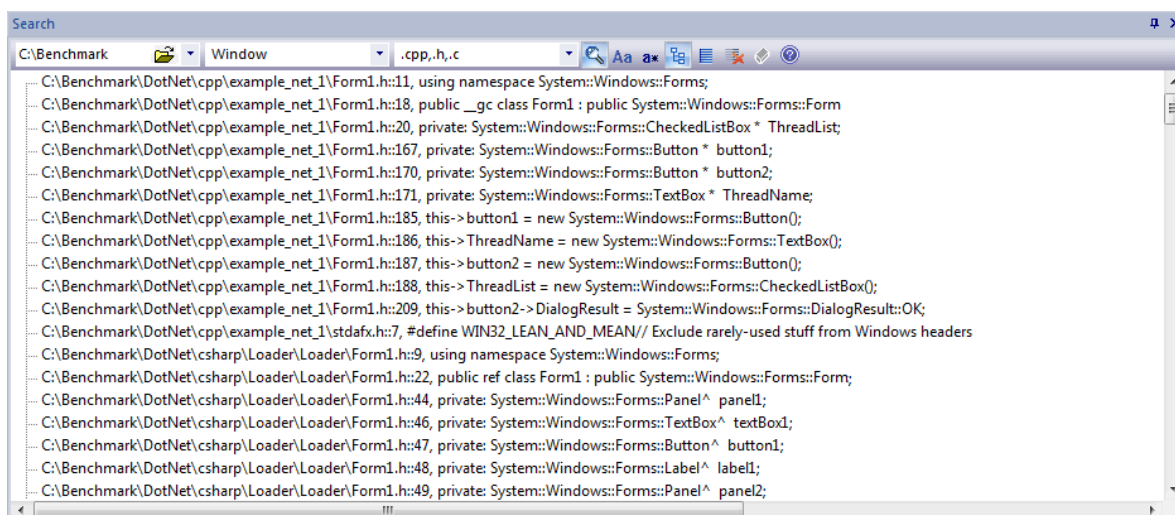 Search
C:\Benchmark Window .cpp,.h,.c Aa a*
C:\Benchmark\DotNet\cpp\example_net_1\Form1.h::11, using namespace System::Windows::Forms;
C:\Benchmark\DotNet\cpp\example_net_1\Form1.h::18, public __gc class Form1 : public System::Windows::Forms::Form
C:\Benchmark\DotNet\cpp\example_net_1\Form1.h::20, private: System::Windows::Forms::CheckedListBox *  ThreadList;
C:\Benchmark\DotNet\cpp\example_net_1\Form1.h::167, private: System::Windows::Forms::Button *  button1;
C:\Benchmark\DotNet\cpp\example_net_1\Form1.h::170, private: System::Windows::Forms::Button *  button2;
C:\Benchmark\DotNet\cpp\example_net_1\Form1.h::171, private: System::Windows::Forms::TextBox *  ThreadName;
C:\Benchmark\DotNet\cpp\example_net_1\Form1.h::185, this->button1 = new System::Windows::Forms::Button();
C:\Benchmark\DotNet\cpp\example_net_1\Form1.h::186, this->ThreadName = new System::Windows::Forms::TextBox();
C:\Benchmark\DotNet\cpp\example_net_1\Form1.h::187, this->button2 = new System::Windows::Forms::Button();
C:\Benchmark\DotNet\cpp\example_net_1\Form1.h::188, this->ThreadList = new System::Windows::Forms::CheckedListBox();
C:\Benchmark\DotNet\cpp\example_net_1\Form1.h::209, this->button2->DialogResult = System::Windows::Forms::DialogResult::OK;
C:\Benchmark\DotNet\cpp\example_net_1\stdafx.h::7, #define WIN32_LEAN_AND_MEAN// Exclude rarely-used stuff from Windows headers
C:\Benchmark\DotNet\csharp\Loader\Loader\Form1.h::9, using namespace System::Windows::Forms;
C:\Benchmark\DotNet\csharp\Loader\Loader\Form1.h::22, public ref class Form1 : public System::Windows::Forms::Form;
C:\Benchmark\DotNet\csharp\Loader\Loader\Form1.h::44, private: System::Windows::Forms::Panel^  panel1;
C:\Benchmark\DotNet\csharp\Loader\Loader\Form1.h::46, private: System::Windows::Forms::TextBox^  textBox1;
C:\Benchmark\DotNet\csharp\Loader\Loader\Form1.h::47, private: System::Windows::Forms::Button^  button1;
C:\Benchmark\DotNet\csharp\Loader\Loader\Form1.h::48, private: System::Windows::Forms::Label^  label1;
C:\Benchmark\DotNet\csharp\Loader\Loader\Form1.h::49, private: System::Windows::Forms::Panel^  panel2;